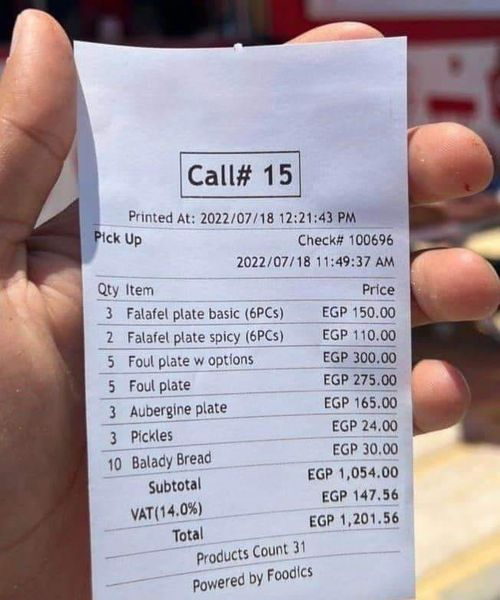 Call# 15
Printed At: 2022/07/18 12:21:43 PM
Pick Up Check# 100696
2022/07/18 11:49:37 AM
Qty Item Price
3 Falafel plate basic (6PCs) EGP 150.00
2 Falafel plate spicy (6PCs) EGP 110.00
5 Foul plate w options EGP 300.00
5 Foul plate EGP 275.00
3 Aubergine plate EGP 165.00
3 Pickles EGP 24.00
10 Balady Bread EGP 30.00
Subtotal EGP 1,054.00
VAT(14.0%) EGP 147.56
Total EGP 1,201.56
Products Count 31
Powered by Foodics